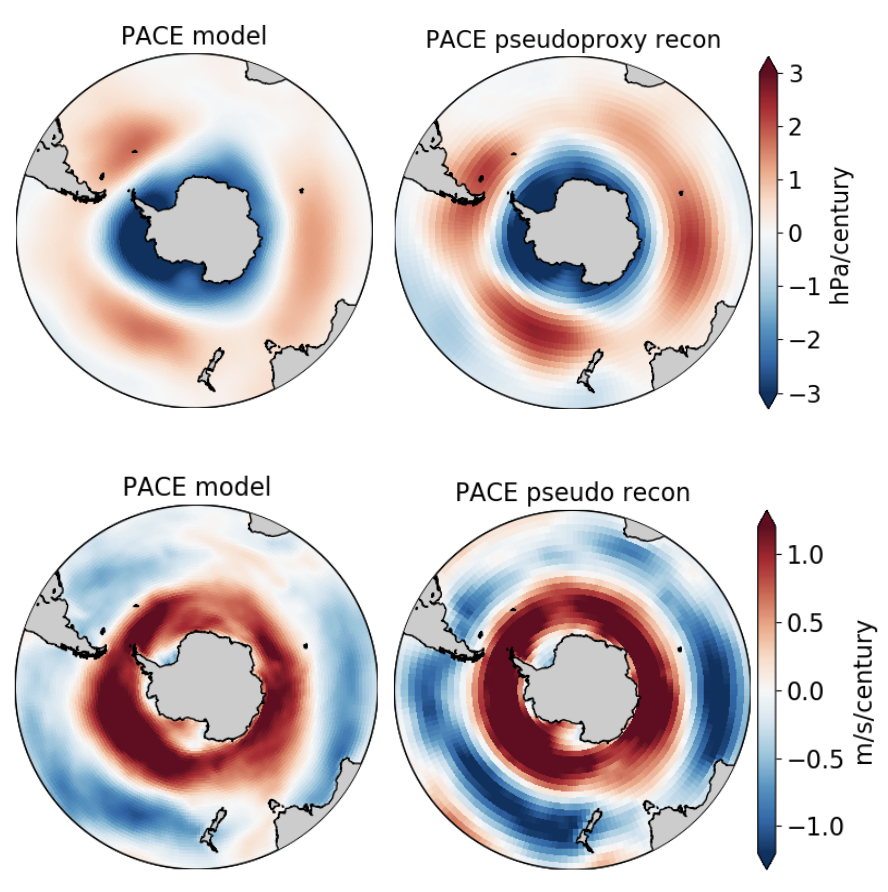 PACE model
PACE pseudoproxy recon
3
2
1
0
−1
−2
−3
hPa/century
PACE model
PACE pseudo recon
1.0
0.5
0.0
−0.5
−1.0
m/s/century